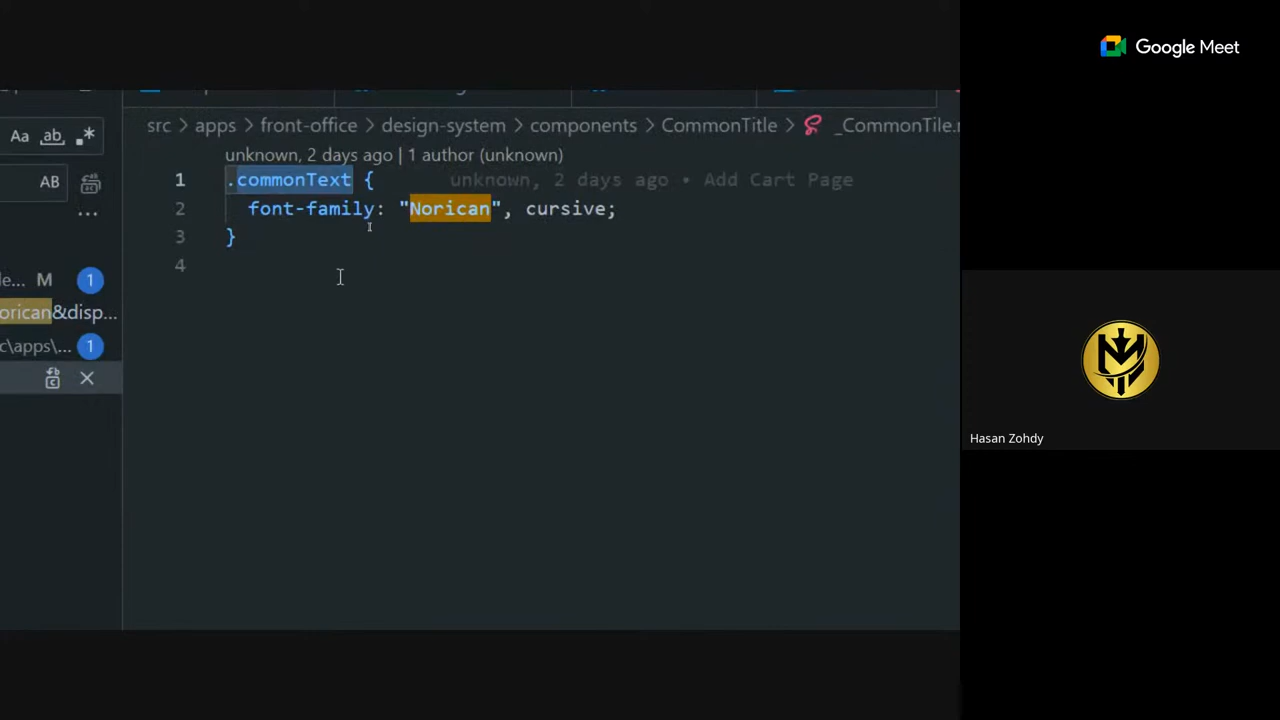 Google Meet
Aa ab
src > apps > front-office > design-system > components > CommonTitle > _CommonTile.
unknown, 2 days ago | 1 author (unknown)
AB
1 .commonText { unknown, 2 days ago • Add Cart Page
2 font-family: "Norican", cursive;
3 }
4
le... M 1
orican&disp...
c\apps\... 1
Hasan Zohdy